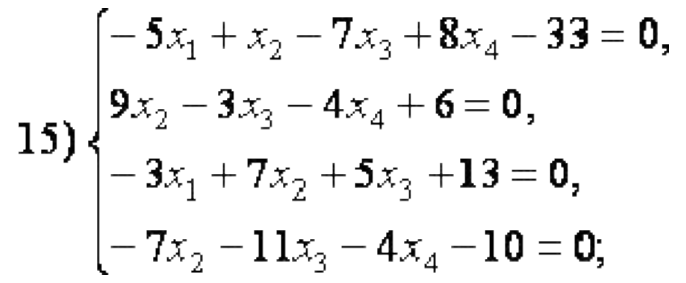 15) { −5x₁ + x₂ − 7x₃ + 8x₄ − 33 = 0,
9x₂ − 3x₃ − 4x₄ + 6 = 0,
−3x₁ + 7x₂ + 5x₃ + 13 = 0,
−7x₂ − 11x₃ − 4x₄ − 10 = 0;